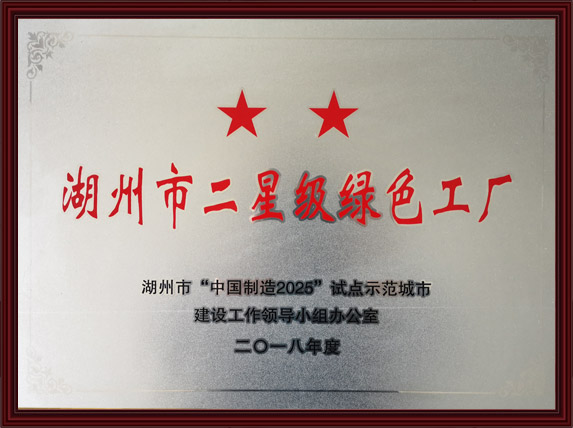 湖州市二星级绿色工厂
湖州市“中国制造2025”试点示范城市
建设工作领导小组办公室
二〇一八年度